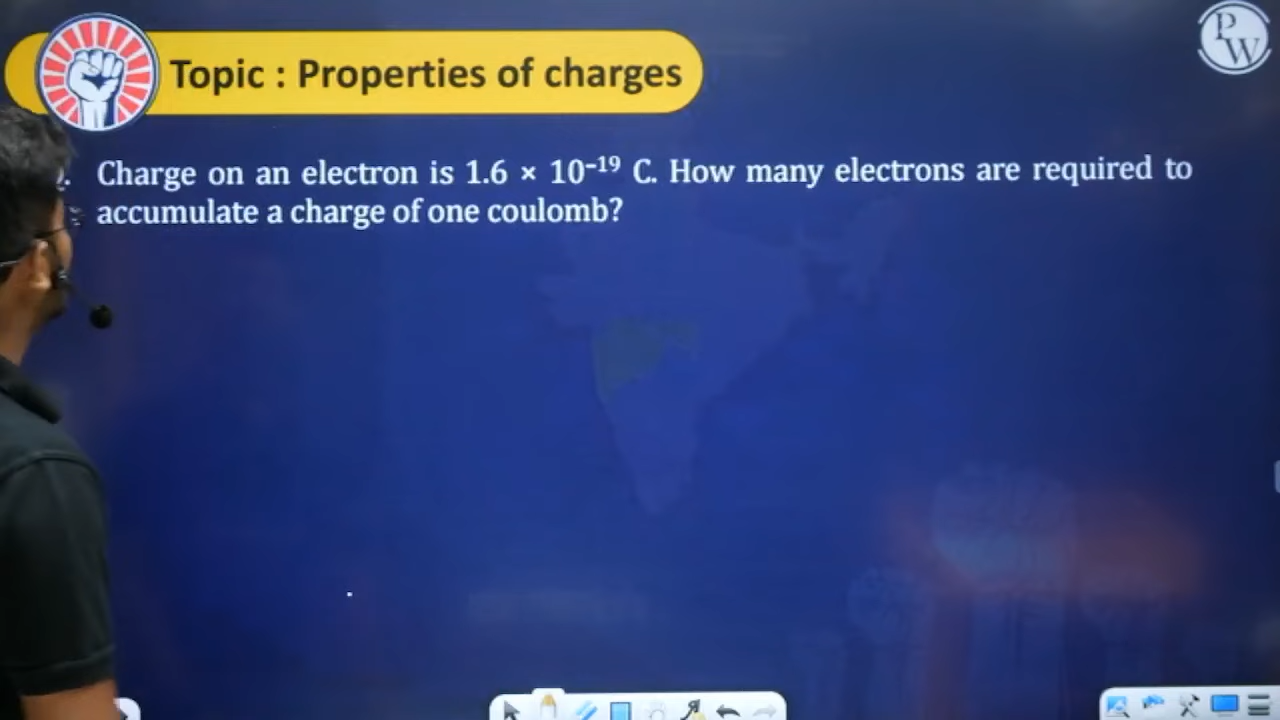 Topic : Properties of charges
P
W
Charge on an electron is 1.6 × 10⁻¹⁹ C. How many electrons are required to
accumulate a charge of one coulomb?